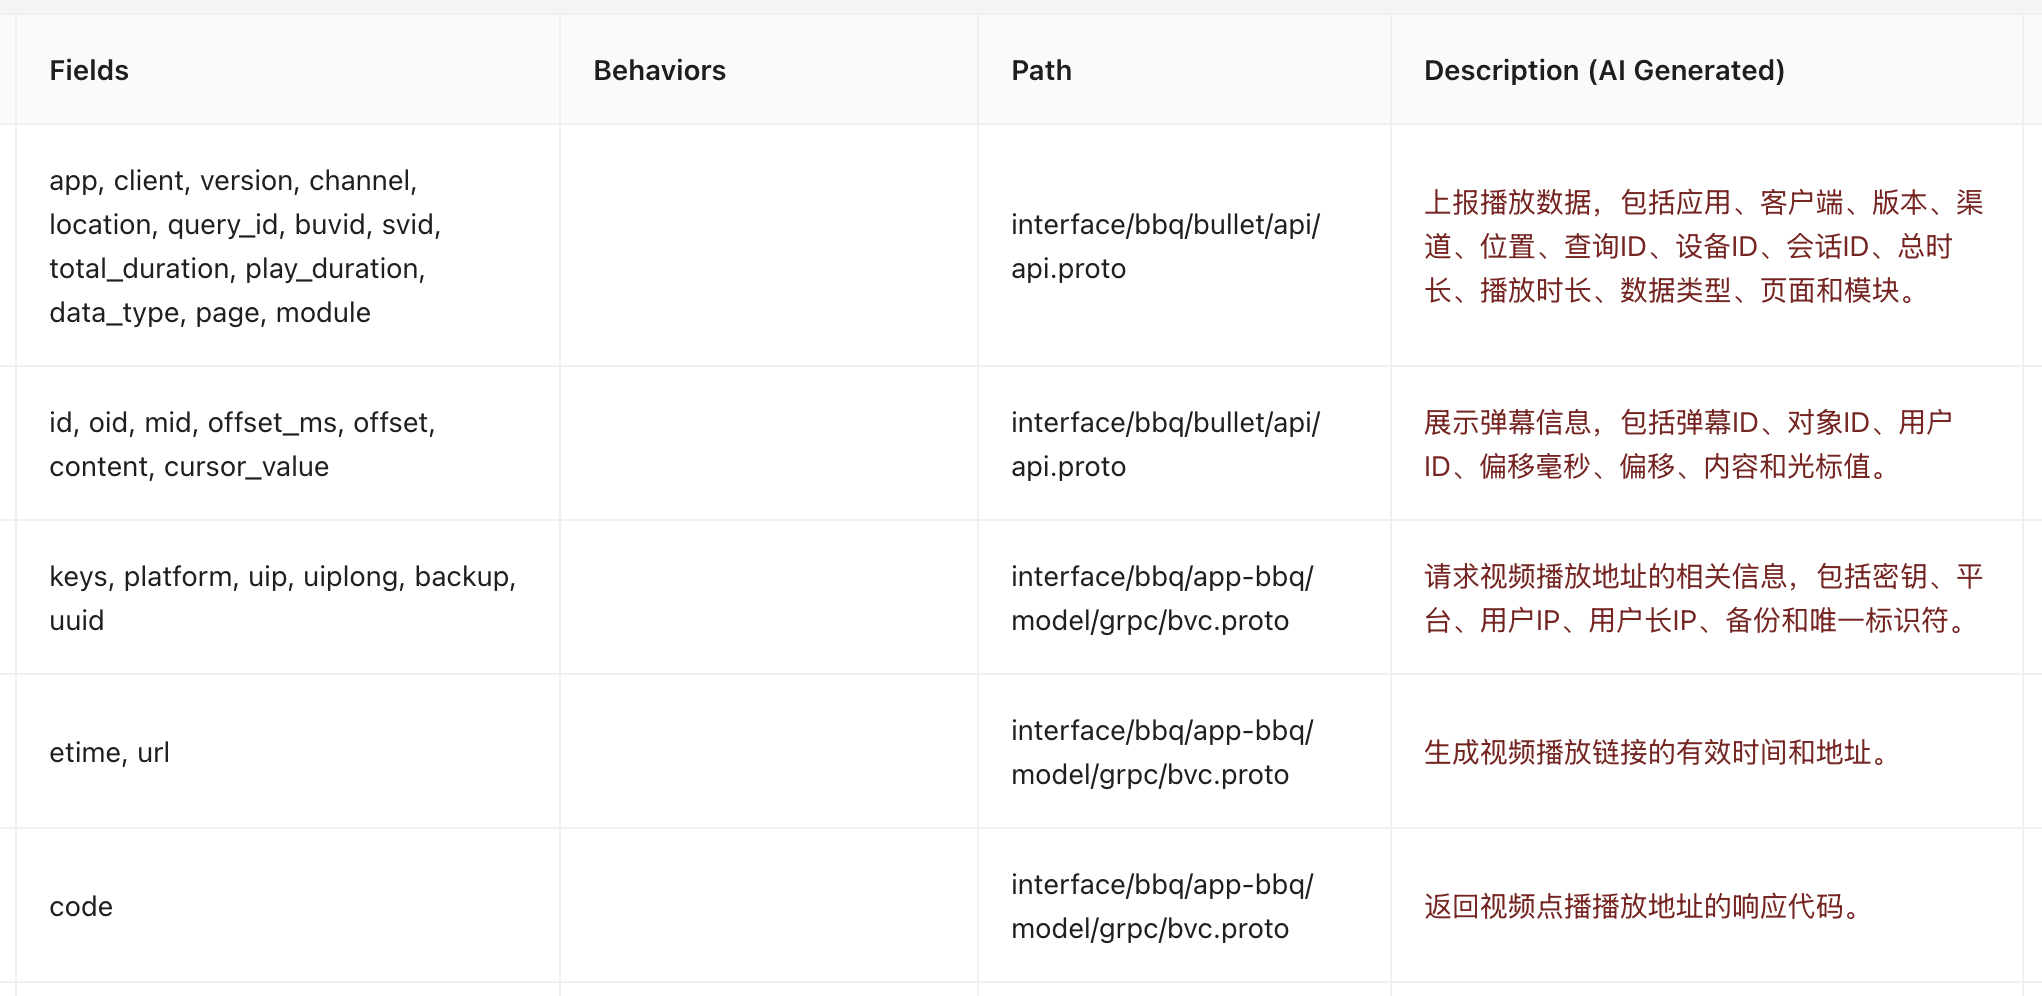 Fields
Behaviors
Path
Description (AI Generated)
app, client, version, channel,
location, query_id, buvid, svid,
total_duration, play_duration,
data_type, page, module
interface/bbq/bullet/api/
api.proto
上报播放数据，包括应用、客户端、版本、渠
道、位置、查询ID、设备ID、会话ID、总时
长、播放时长、数据类型、页面和模块。
id, oid, mid, offset_ms, offset,
content, cursor_value
interface/bbq/bullet/api/
api.proto
展示弹幕信息，包括弹幕ID、对象ID、用户
ID、偏移毫秒、偏移、内容和光标值。
keys, platform, uip, uiplong, backup,
uuid
interface/bbq/app-bbq/
model/grpc/bvc.proto
请求视频播放地址的相关信息，包括密钥、平
台、用户IP、用户长IP、备份和唯一标识符。
etime, url
interface/bbq/app-bbq/
model/grpc/bvc.proto
生成视频播放链接的有效时间和地址。
code
interface/bbq/app-bbq/
model/grpc/bvc.proto
返回视频点播播放地址的响应代码。